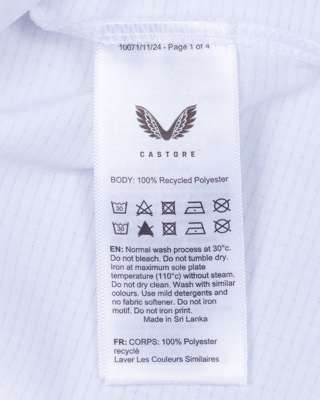 10071/11/24 - Page 1 of 4
CASTORE
BODY: 100% Recycled Polyester
30
30
EN: Normal wash process at 30°c.
Do not bleach. Do not tumble dry.
Iron at maximum sole plate
temperature (110°c) without steam.
Do not dry clean. Wash with similar
colours. Use mild detergents and
no fabric softener. Do not iron
motif. Do not iron print.
Made in Sri Lanka
FR: CORPS: 100% Polyester
recyclé
Laver Les Couleurs Similaires